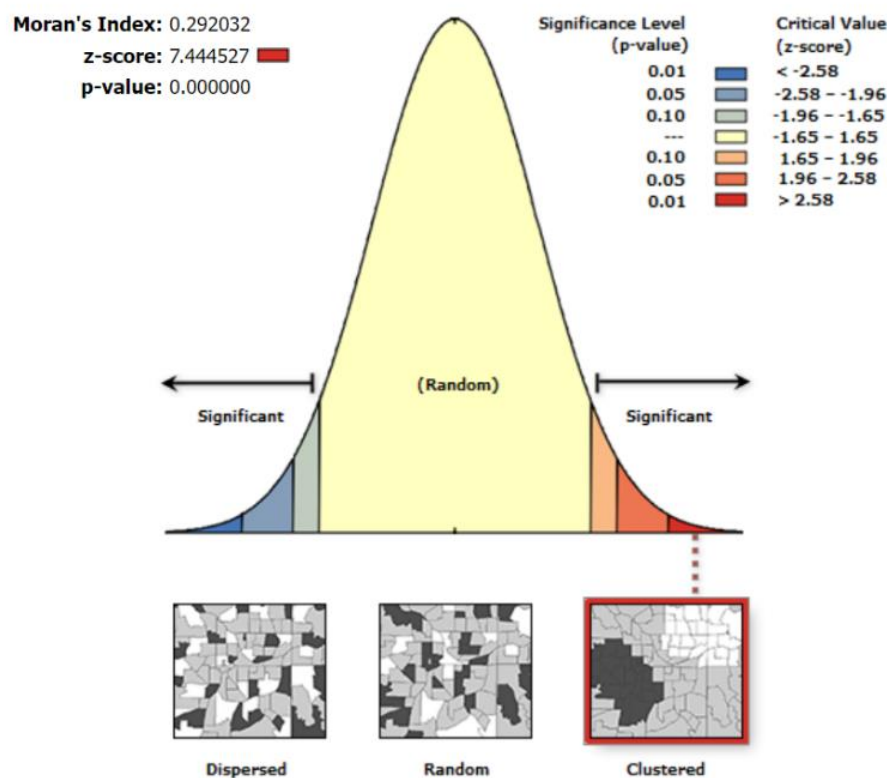 Moran's Index: 0.292032
z-score: 7.444527
p-value: 0.000000
Significance Level
(p-value)
Critical Value
(z-score)
0.01 < -2.58
0.05 -2.58 – -1.96
0.10 -1.96 – -1.65
--- -1.65 – 1.65
0.10 1.65 – 1.96
0.05 1.96 – 2.58
0.01 > 2.58
(Random)
Significant
Significant
Dispersed
Random
Clustered